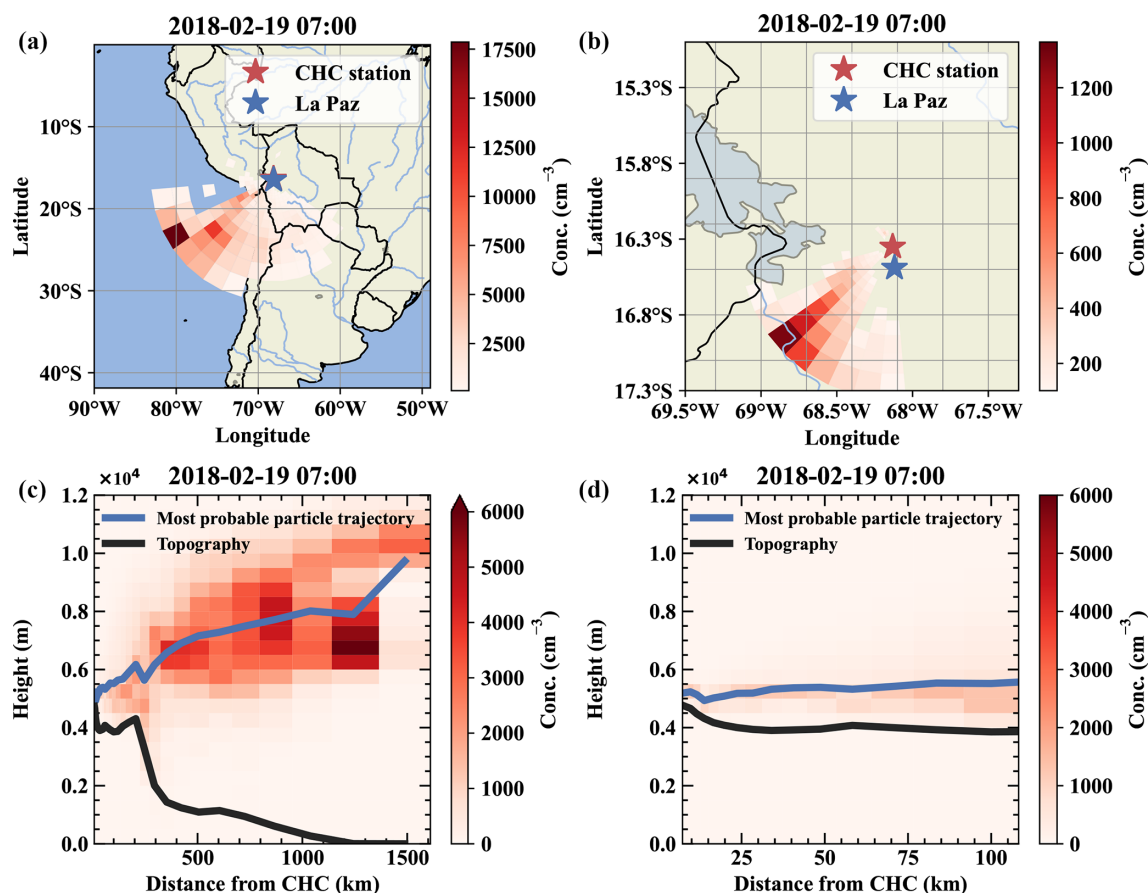 2018-02-19 07:00
(a)
CHC station
La Paz
10°S
20°S
30°S
40°S
90°W 80°W 70°W 60°W 50°W
Latitude
Longitude
17500
15000
12500
10000
7500
5000
2500
Conc. (cm⁻³)
2018-02-19 07:00
(b)
CHC station
La Paz
15.3°S
15.8°S
16.3°S
16.8°S
17.3°S
69.5°W 69°W 68.5°W 68°W 67.5°W
Latitude
Longitude
1200
1000
800
600
400
200
Conc. (cm⁻³)
(c)
×10⁴
2018-02-19 07:00
Most probable particle trajectory
Topography
1.2
1.0
0.8
0.6
0.4
0.2
0.0
0 500 1000 1500
Height (m)
Distance from CHC (km)
6000
5000
4000
3000
2000
1000
0
Conc. (cm⁻³)
(d)
×10⁴
2018-02-19 07:00
Most probable particle trajectory
Topography
1.2
1.0
0.8
0.6
0.4
0.2
0.0
25 50 75 100
Height (m)
Distance from CHC (km)
6000
5000
4000
3000
2000
1000
0
Conc. (cm⁻³)